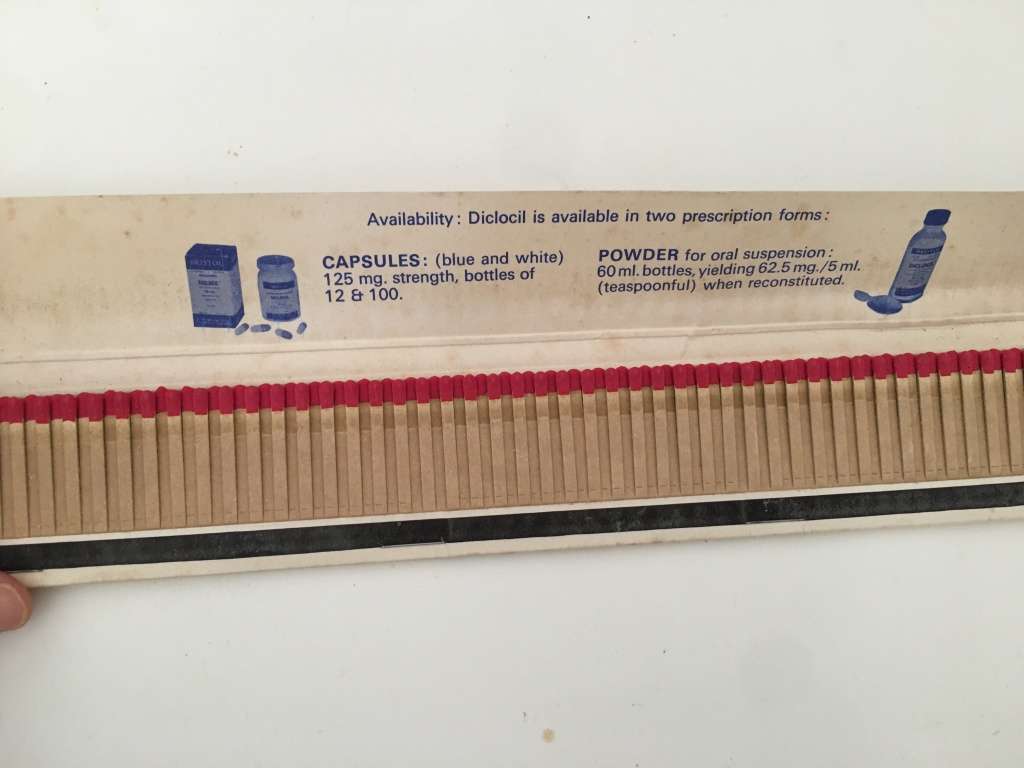 Availability: Diclocil is available in two prescription forms:
CAPSULES: (blue and white)
125 mg. strength, bottles of
12 & 100.
POWDER for oral suspension:
60 ml. bottles, yielding 62.5 mg./5 ml.
(teaspoonful) when reconstituted.
BRISTOL